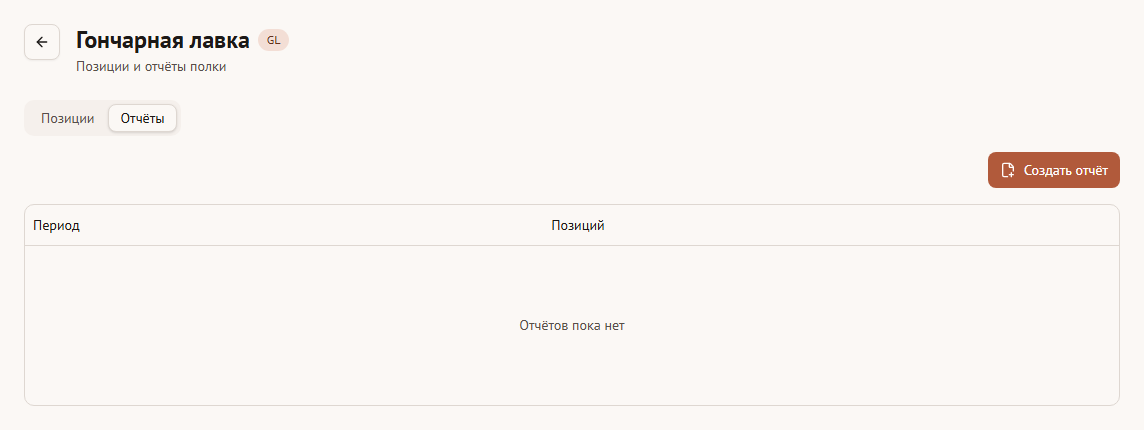 Гончарная лавка GL
Позиции и отчёты полки
Позиции Отчёты
Создать отчёт
Период Позиций
Отчётов пока нет